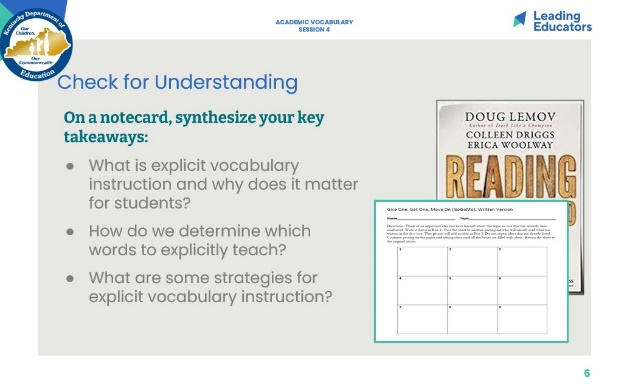 Kentucky Department of
Our Children,
Our Commonwealth
Education
ACADEMIC VOCABULARY
SESSION 4
Leading
Educators
Check for Understanding
On a notecard, synthesize your key
takeaways:
● What is explicit vocabulary
instruction and why does it matter
for students?
● How do we determine which
words to explicitly teach?
● What are some strategies for
explicit vocabulary instruction?
DOUG LEMOV
Author of Teach Like a Champion
COLLEEN DRIGGS
ERICA WOOLWAY
READING
Give One, Get One, Move On (GoGoMo): Written Version
Name
Topic
1 2 3
4 5 6
7 8 9
6